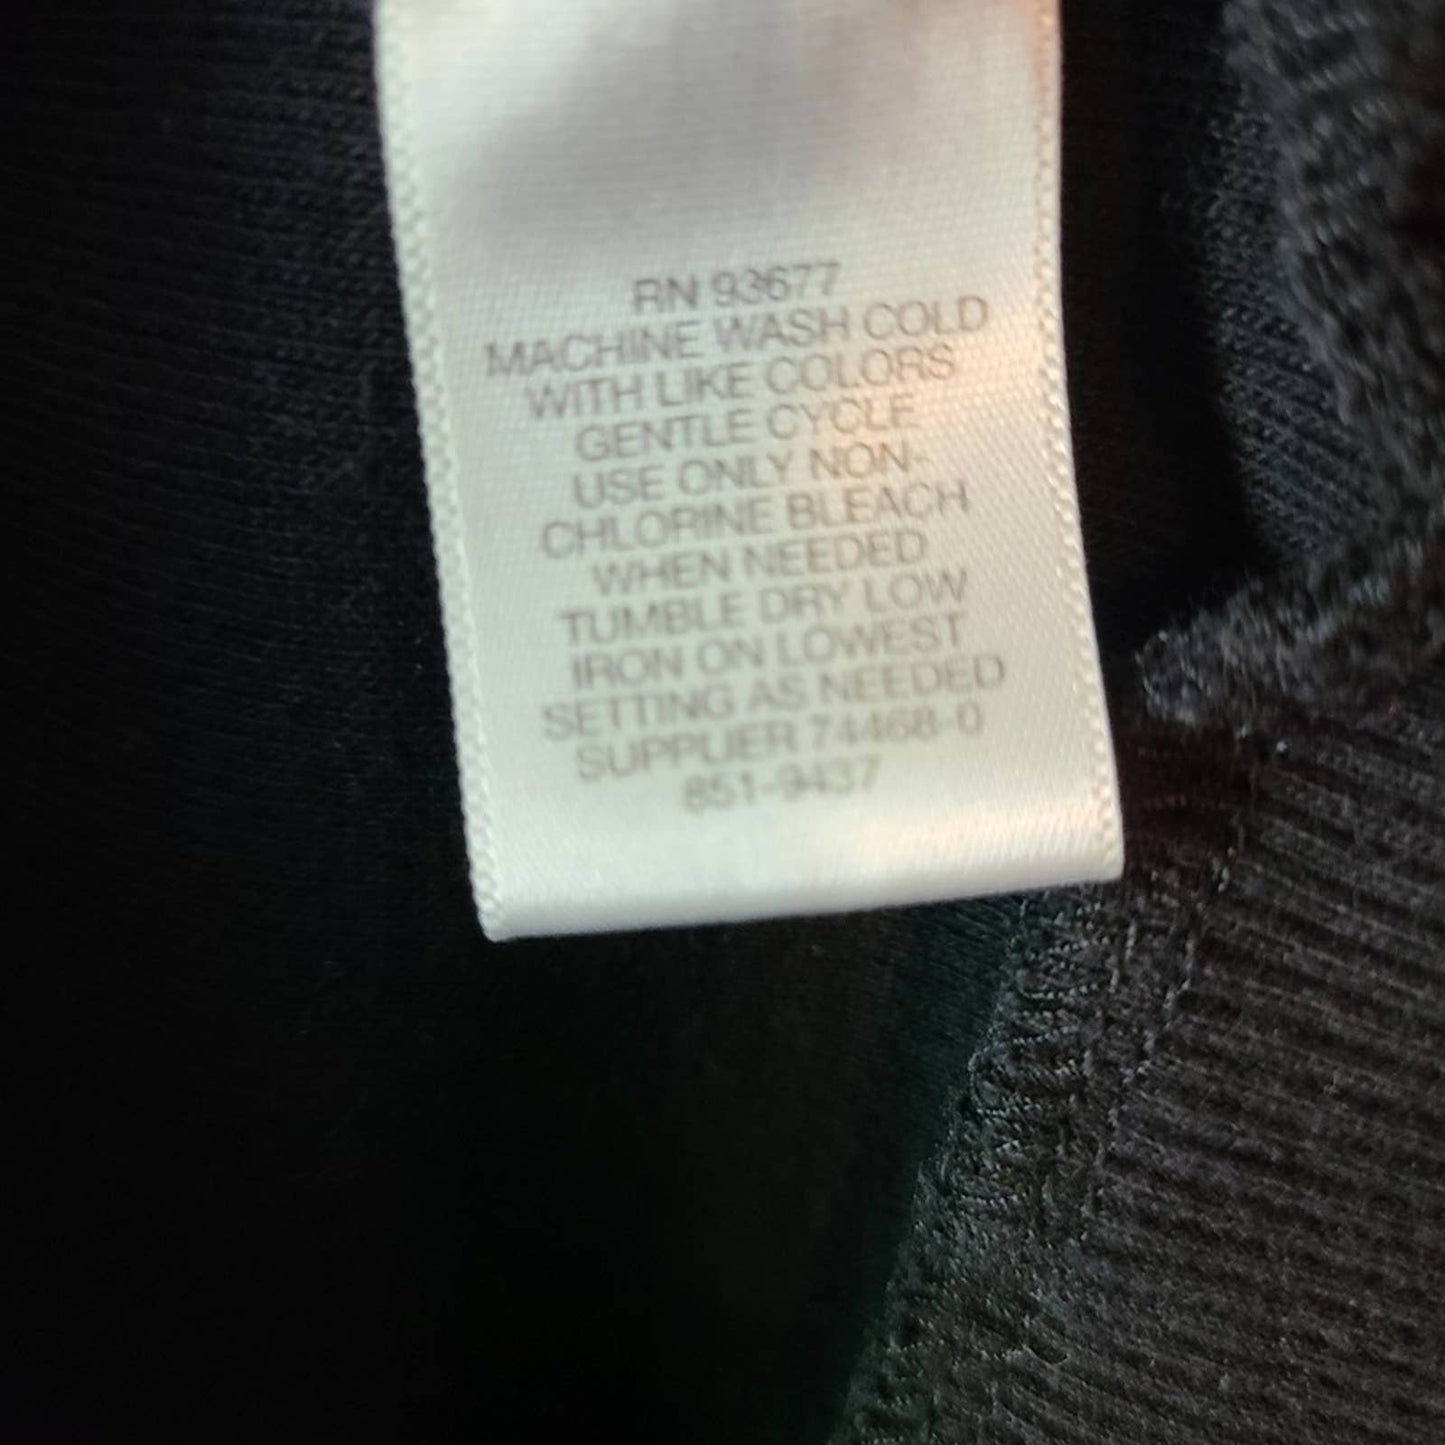 RN 93677
MACHINE WASH COLD
WITH LIKE COLORS
GENTLE CYCLE
USE ONLY NON-
CHLORINE BLEACH
WHEN NEEDED
TUMBLE DRY LOW
IRON ON LOWEST
SETTING AS NEEDED
SUPPLIER 74468-0
851-9437